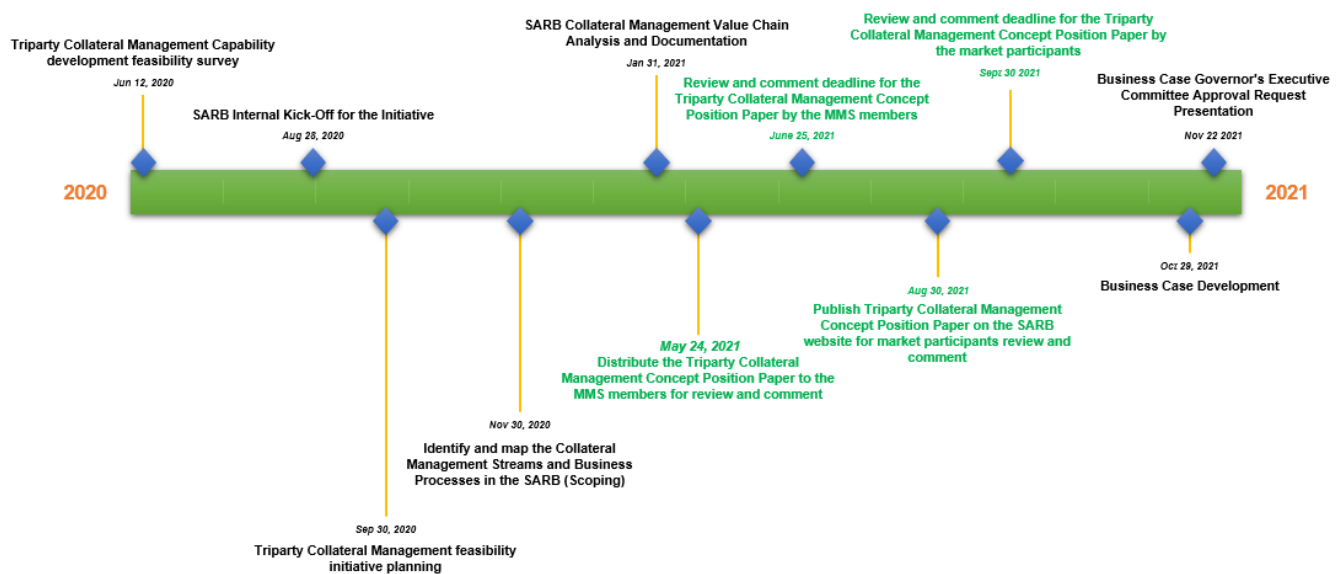 Triparty Collateral Management Capability
development feasibility survey
Jun 12, 2020
SARB Internal Kick-Off for the Initiative
Aug 28, 2020
SARB Collateral Management Value Chain
Analysis and Documentation
Jan 31, 2021
Review and comment deadline for the
Triparty Collateral Management Concept
Position Paper by the MMS members
June 25, 2021
Review and comment deadline for the Triparty
Collateral Management Concept Position Paper by
the market participants
Sept 30 2021
Business Case Governor's Executive
Committee Approval Request
Presentation
Nov 22 2021
2020
2021
Sep 30, 2020
Triparty Collateral Management feasibility
initiative planning
Nov 30, 2020
Identify and map the Collateral
Management Streams and Business
Processes in the SARB (Scoping)
May 24, 2021
Distribute the Triparty Collateral
Management Concept Position Paper to the
MMS members for review and comment
Aug 30, 2021
Publish Triparty Collateral Management
Concept Position Paper on the SARB
website for market participants review and
comment
Oct 29, 2021
Business Case Development